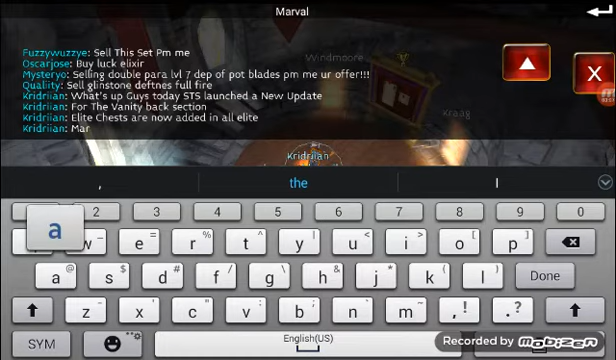 Marval
Fuzzywuzzye: Sell This Set Pm me
Oscarjose: Buy luck elixir
Mysteryo: Selling double para lvl 7 dep of pot blades pm me ur offer!!!
Quality: Sell glinstone deftnes full fire
Kridriian: What's up Guys today STS launched a New Update
Kridriian: For The Vanity back section
Kridriian: Elite Chests are now added in all elite
Kridriian: Mar
Windmoore
Kraag
Kridriian
X
, the I
2 3 4 5 6 7 8 9 0
a
w e r t y u i o p
a s d f g h j k l Done
z x c v b n m ,! .?
SYM English(US)
Recorded by mobizen